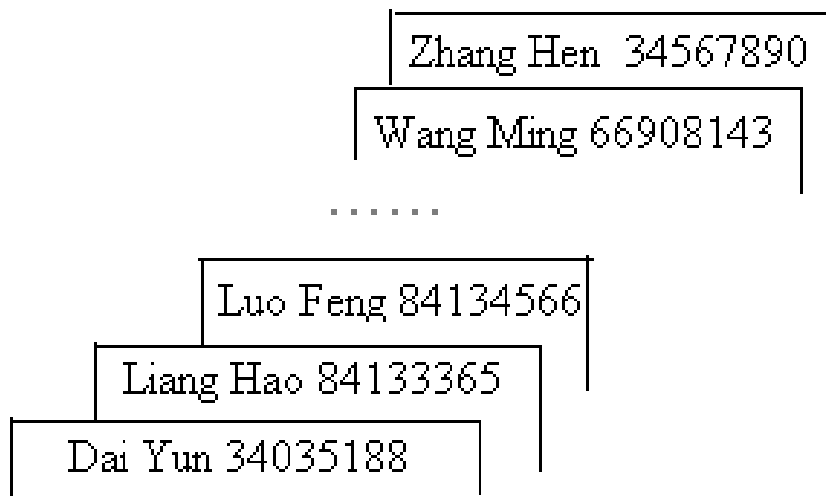 Zhang Hen 34567890
Wang Ming 66908143
......
Luo Feng 84134566
Liang Hao 84133365
Dai Yun 34035188